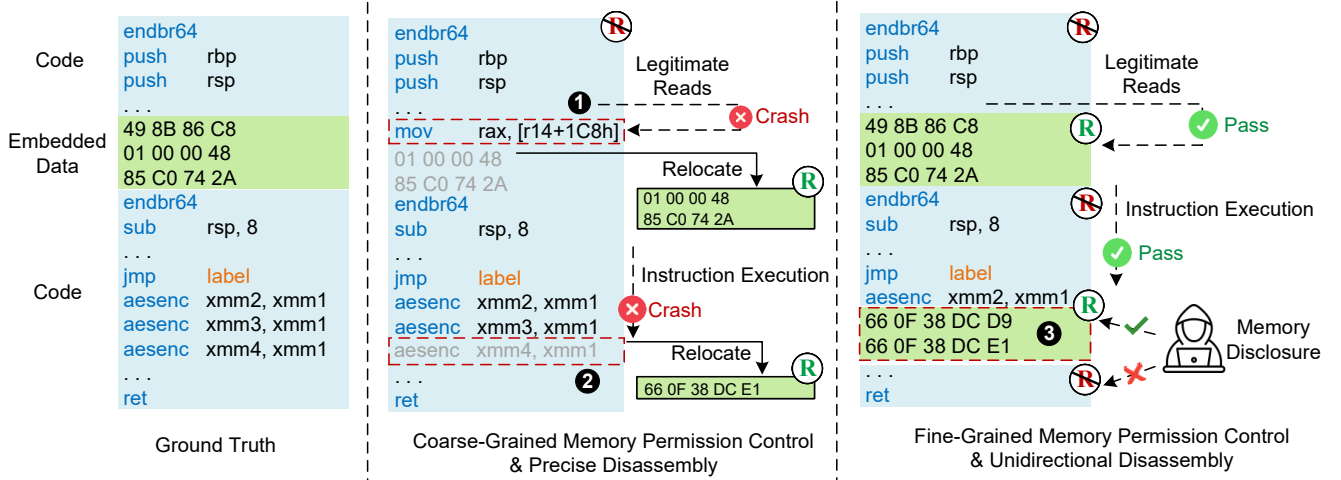 Code
Embedded
Data
Code
endbr64
push rbp
push rsp
. . .
49 8B 86 C8
01 00 00 48
85 C0 74 2A
endbr64
sub rsp, 8
. . .
jmp label
aesenc xmm2, xmm1
aesenc xmm3, xmm1
aesenc xmm4, xmm1
. . .
ret
Ground Truth
R
endbr64
push rbp
push rsp
. . .
1
Legitimate
Reads
Crash
mov rax, [r14+1C8h]
01 00 00 48
85 C0 74 2A
Relocate
R
01 00 00 48
85 C0 74 2A
endbr64
sub rsp, 8
. . .
jmp label
aesenc xmm2, xmm1
aesenc xmm3, xmm1
aesenc xmm4, xmm1
Instruction Execution
Crash
Relocate
R
66 0F 38 DC E1
2
. . .
ret
Coarse-Grained Memory Permission Control
& Precise Disassembly
R
endbr64
push rbp
push rsp
. . .
Legitimate
Reads
Pass
49 8B 86 C8
01 00 00 48
85 C0 74 2A
R
endbr64
sub rsp, 8
. . .
jmp label
aesenc xmm2, xmm1
R
Instruction Execution
Pass
R
66 0F 38 DC D9
66 0F 38 DC E1
3
Memory
Disclosure
. . .
ret
R
Fine-Grained Memory Permission Control
& Unidirectional Disassembly